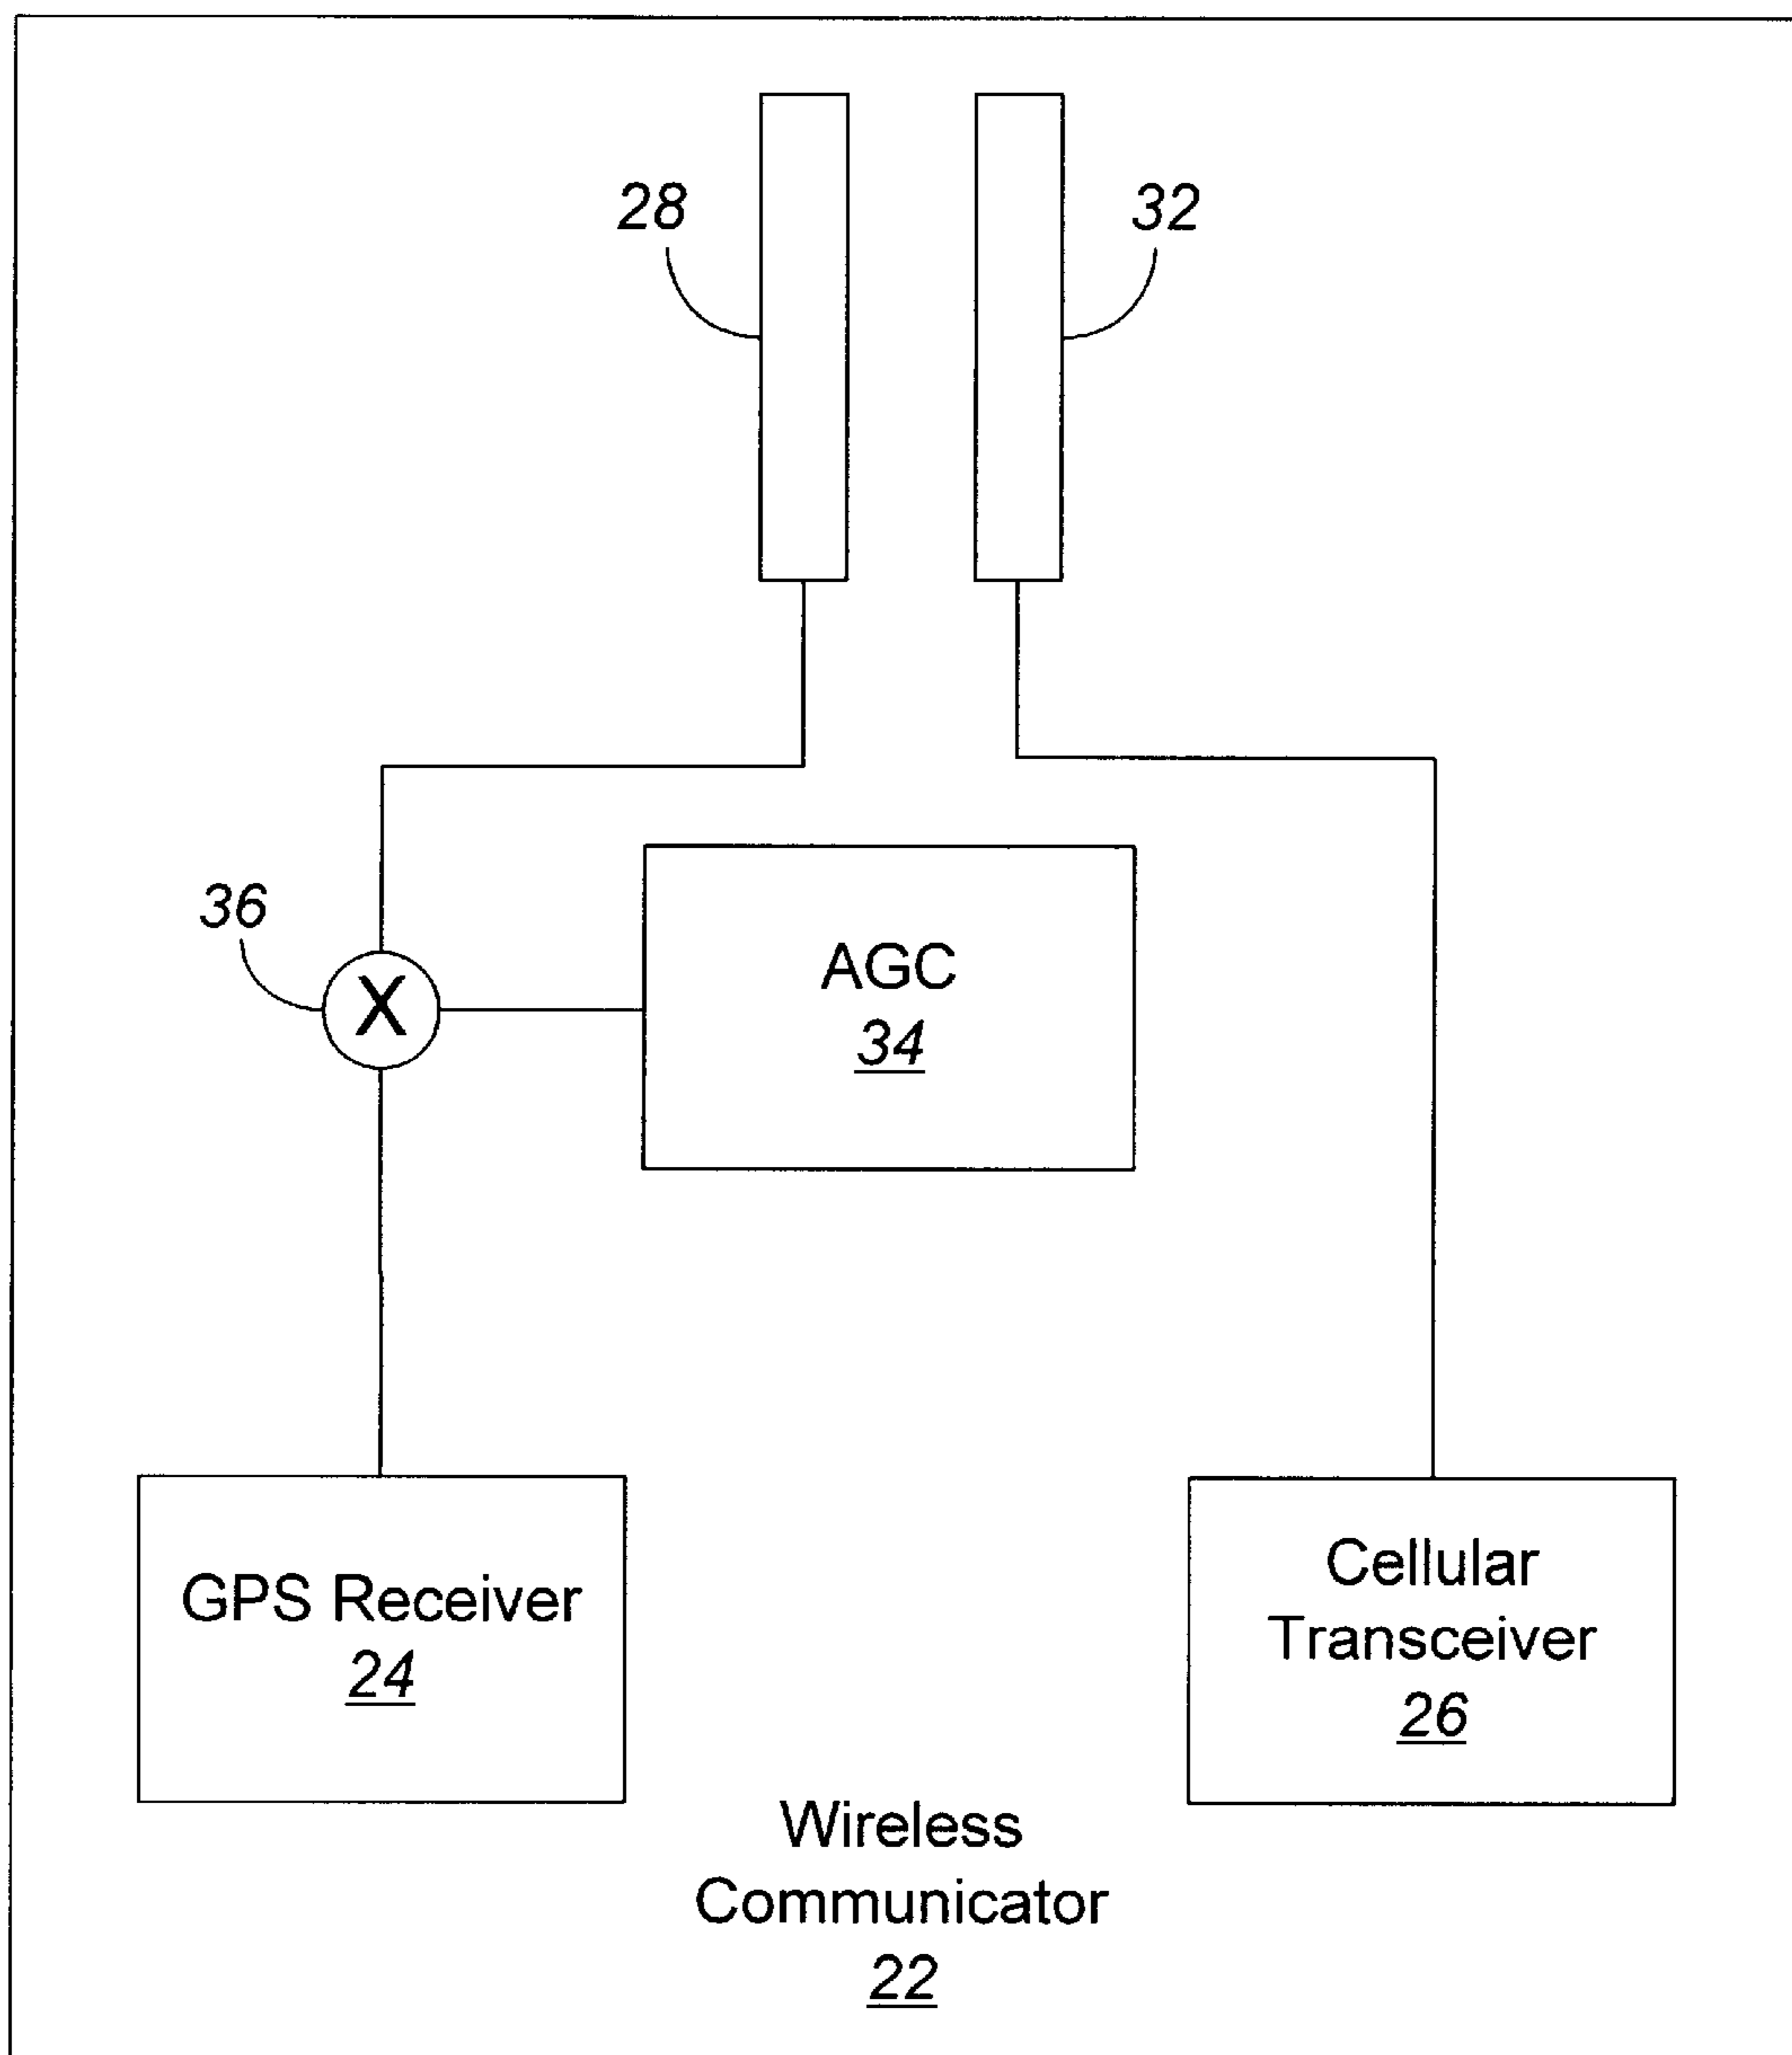 28
32
36
X
AGC
34
GPS Receiver
24
Cellular
Transceiver
26
Wireless
Communicator
22